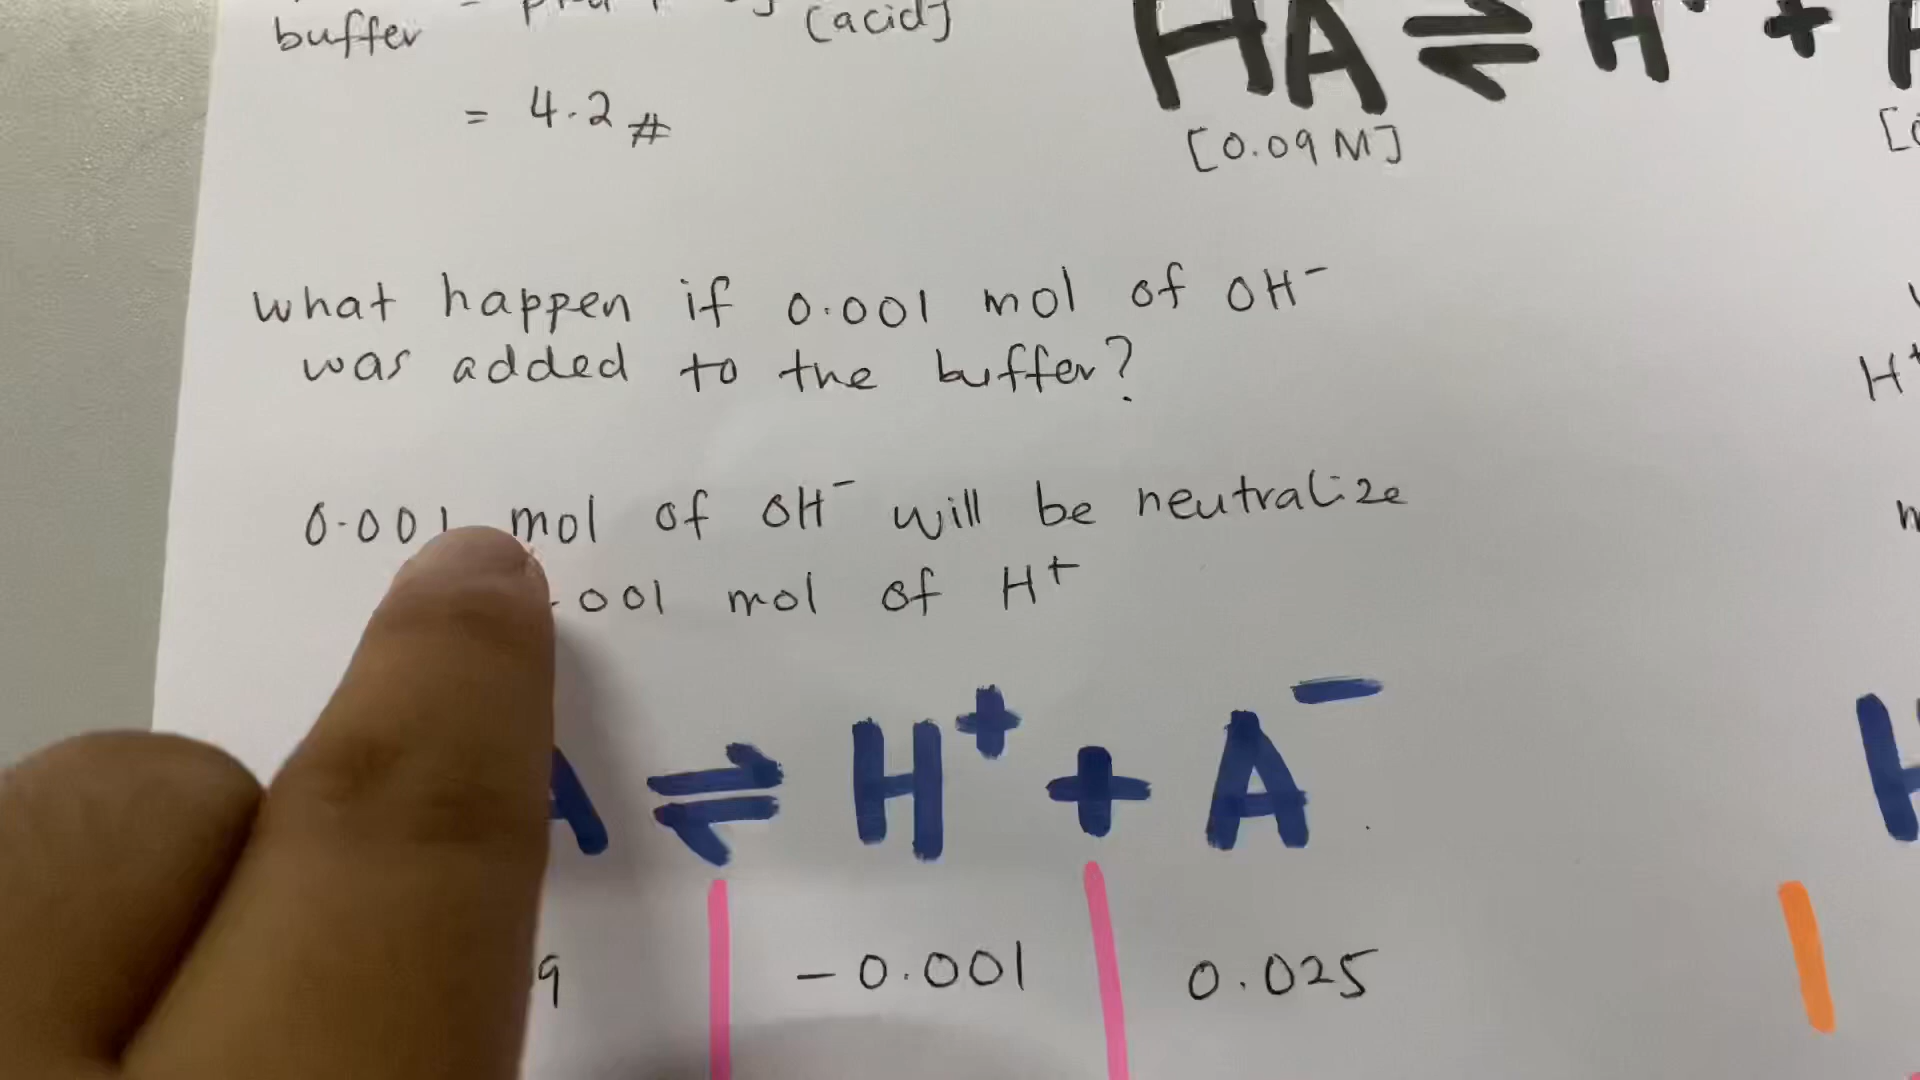 buffer
[acid]
= 4.2 #
HA ⇌ H⁺ +
[0.09 M]
what happen if 0.001 mol of OH⁻
was added to the buffer?
H⁺
0.001 mol of OH⁻ will be neutralize
.001 mol of H⁺
A ⇌ H⁺ + A⁻
9 -0.001 0.025